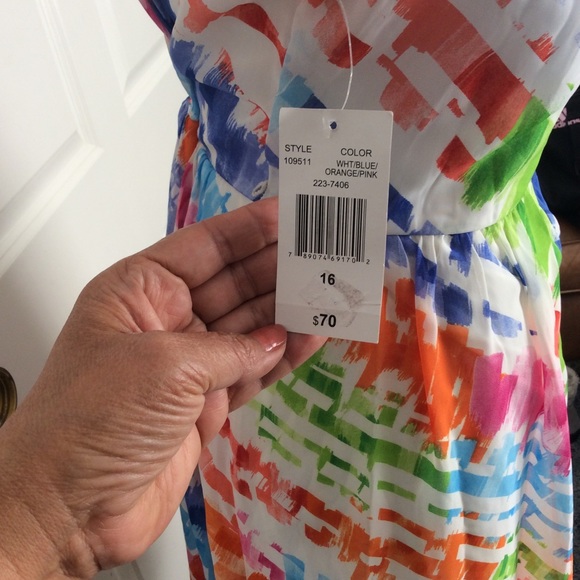 STYLE COLOR
109511 WHT/BLUE/
ORANGE/PINK
223-7406
7 89074 69170 2
16
$70